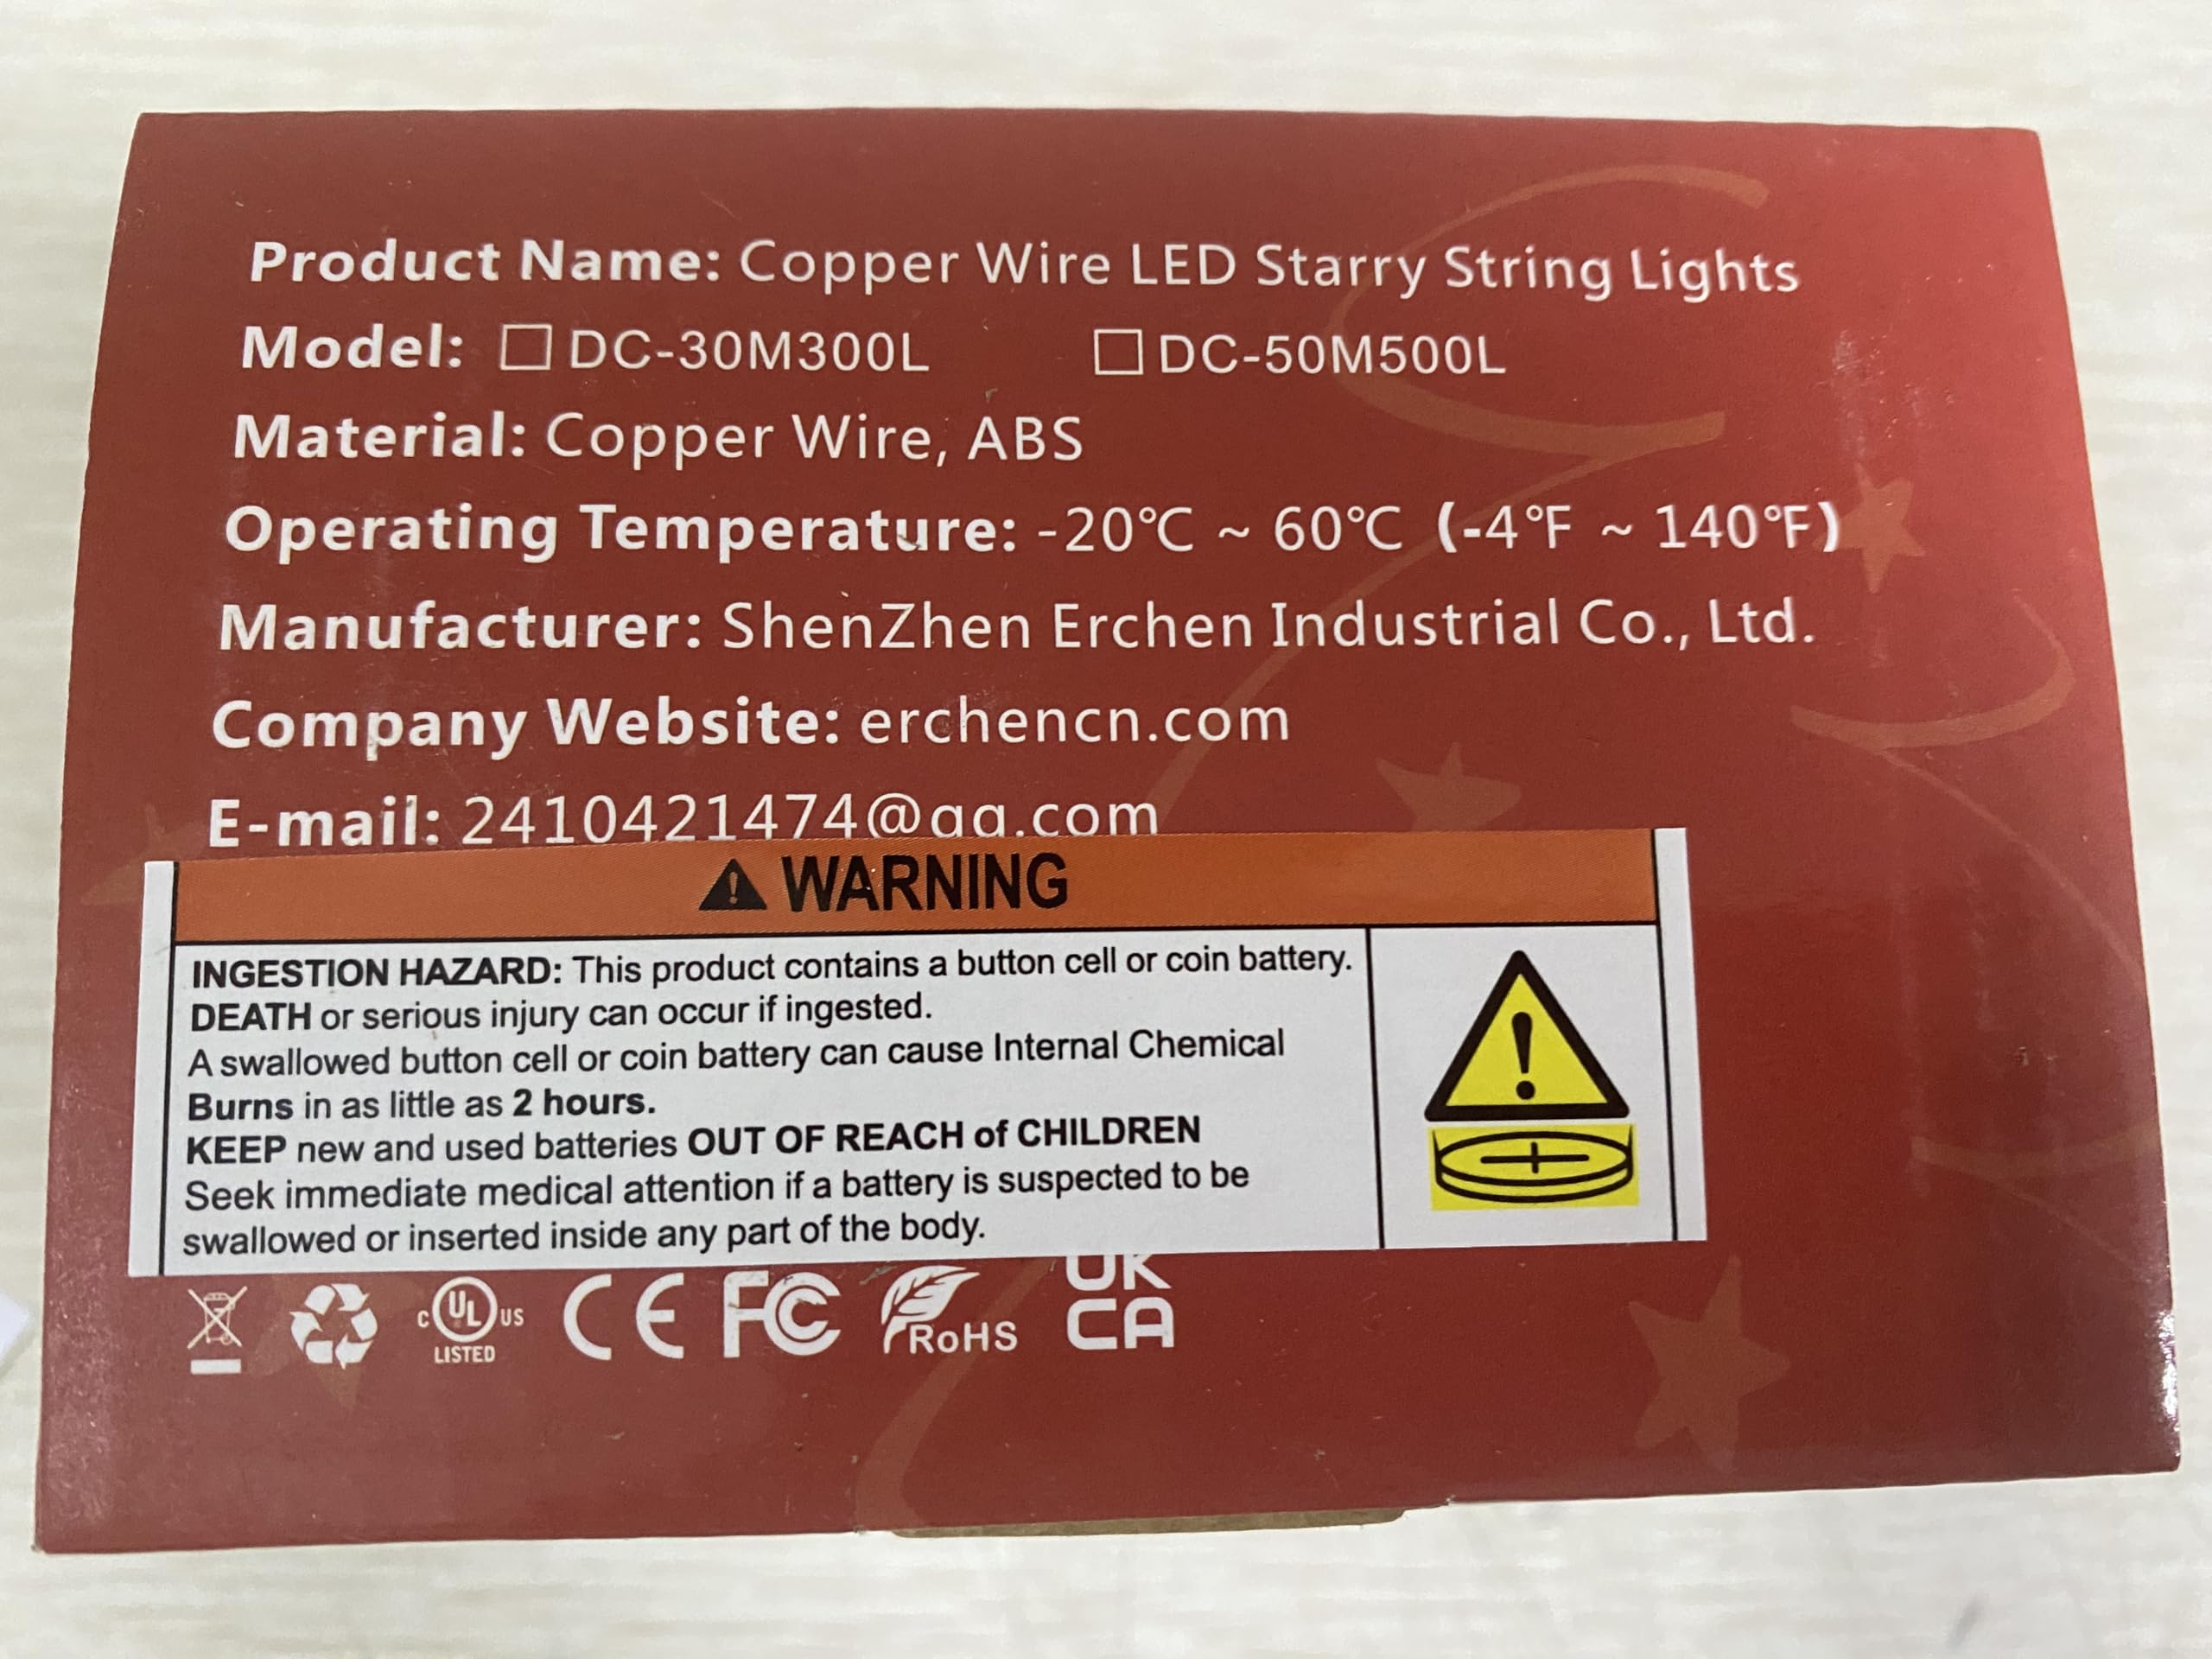 Product Name: Copper Wire LED Starry String Lights
Model: □ DC-30M300L □ DC-50M500L
Material: Copper Wire, ABS
Operating Temperature: -20℃ ~ 60℃ (-4℉ ~ 140℉)
Manufacturer: ShenZhen Erchen Industrial Co., Ltd.
Company Website: erchencn.com
E-mail: 2410421474@qq.com
⚠ WARNING
INGESTION HAZARD: This product contains a button cell or coin battery.
DEATH or serious injury can occur if ingested.
A swallowed button cell or coin battery can cause Internal Chemical
Burns in as little as 2 hours.
KEEP new and used batteries OUT OF REACH of CHILDREN
Seek immediate medical attention if a battery is suspected to be
swallowed or inserted inside any part of the body.
C UL US LISTED CE FC RoHS UK CA